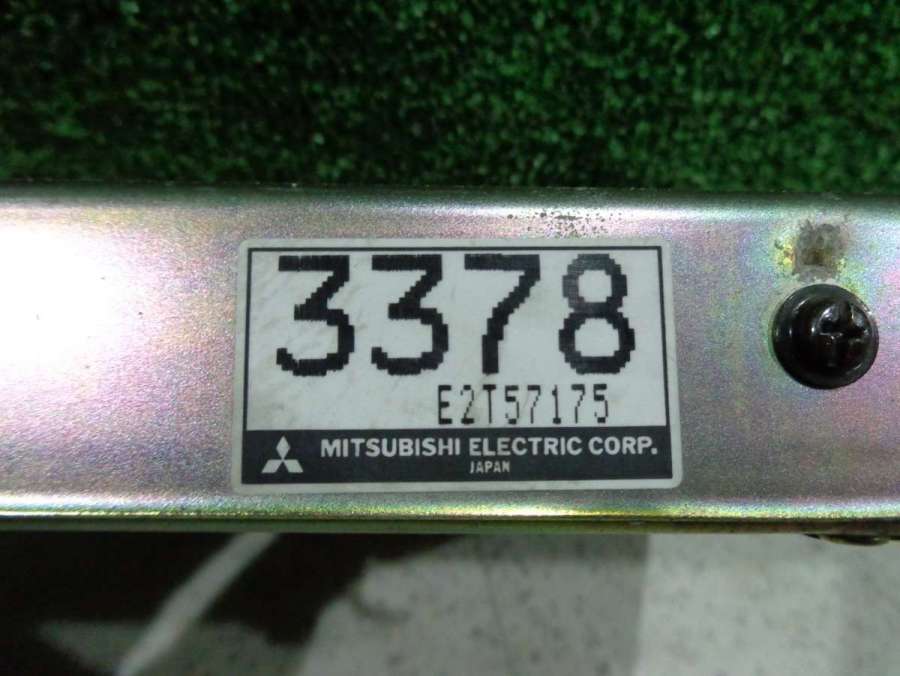 3378
E2T57175
MITSUBISHI ELECTRIC CORP.
JAPAN